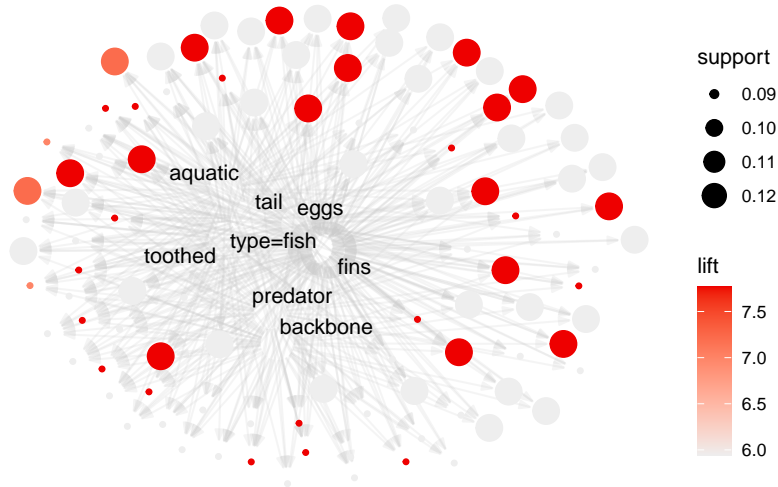 aquatic
tail
eggs
type=fish
toothed
fins
predator
backbone
support
0.09
0.10
0.11
0.12
lift
7.5
7.0
6.5
6.0